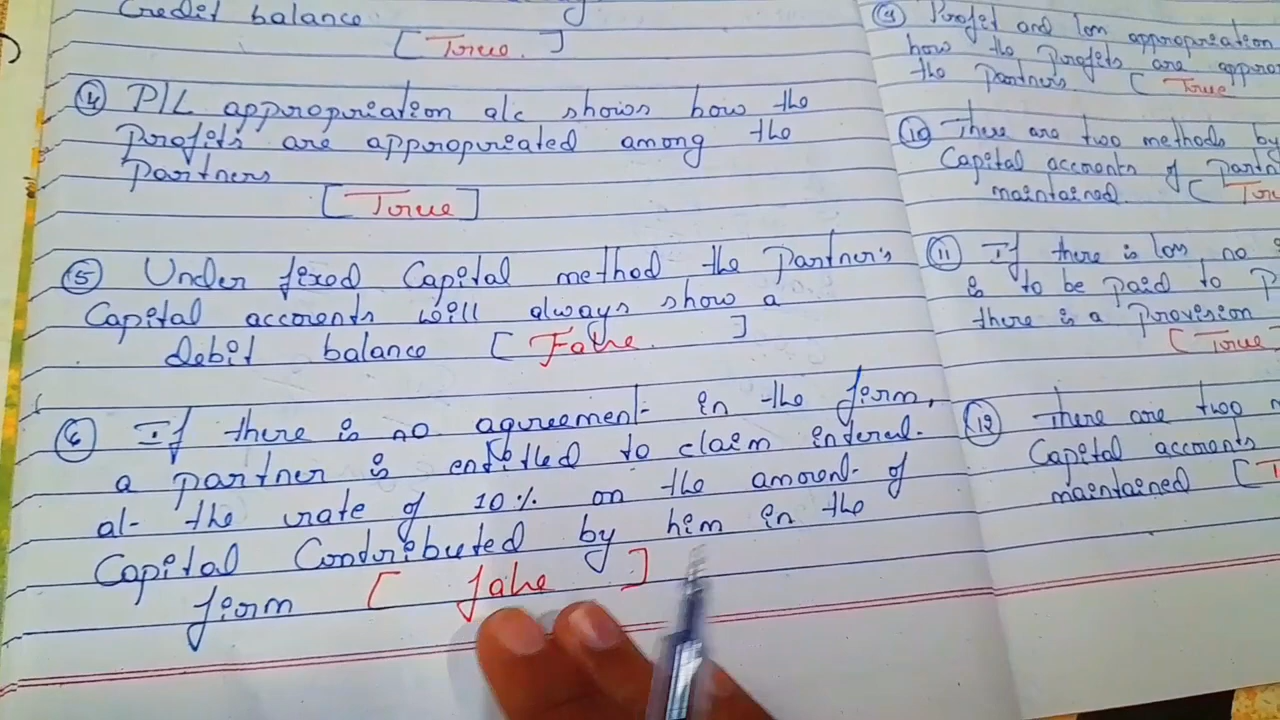 Credit balance.
[ True. ]
④ P/L appropriation a/c shows how the
Profits are appropriated among the
Partners
[ True ]
⑤ Under fixed Capital method the Partner's
Capital accounts will always show a
debit balance [ False. ]
⑥ If there is no agreement in the firm,
a partner is entitled to claim interest.
at the rate of 10% on the amount of
Capital Contributed by him in the
firm [ false ]
⑨ Profit and loss appropriation
how the Profits are
the Partners. [ True
⑩ There are two methods by
Capital accounts of
maintained. [
⑪ If there is loss, no
is to be paid to
there is a Provision
[ True ]
⑫ There are two
Capital accounts
maintained [